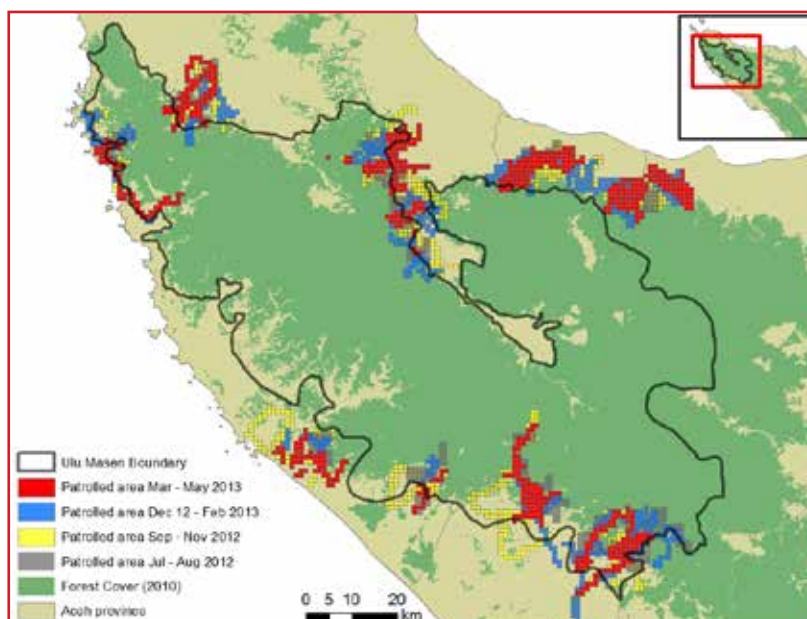 Ulu Masen Boundary
Patrolled area Mar - May 2013
Patrolled area Dec 12 - Feb 2013
Patrolled area Sep - Nov 2012
Patrolled area Jul - Aug 2012
Forest Cover (2010)
Aceh province
0 5 10 20
km